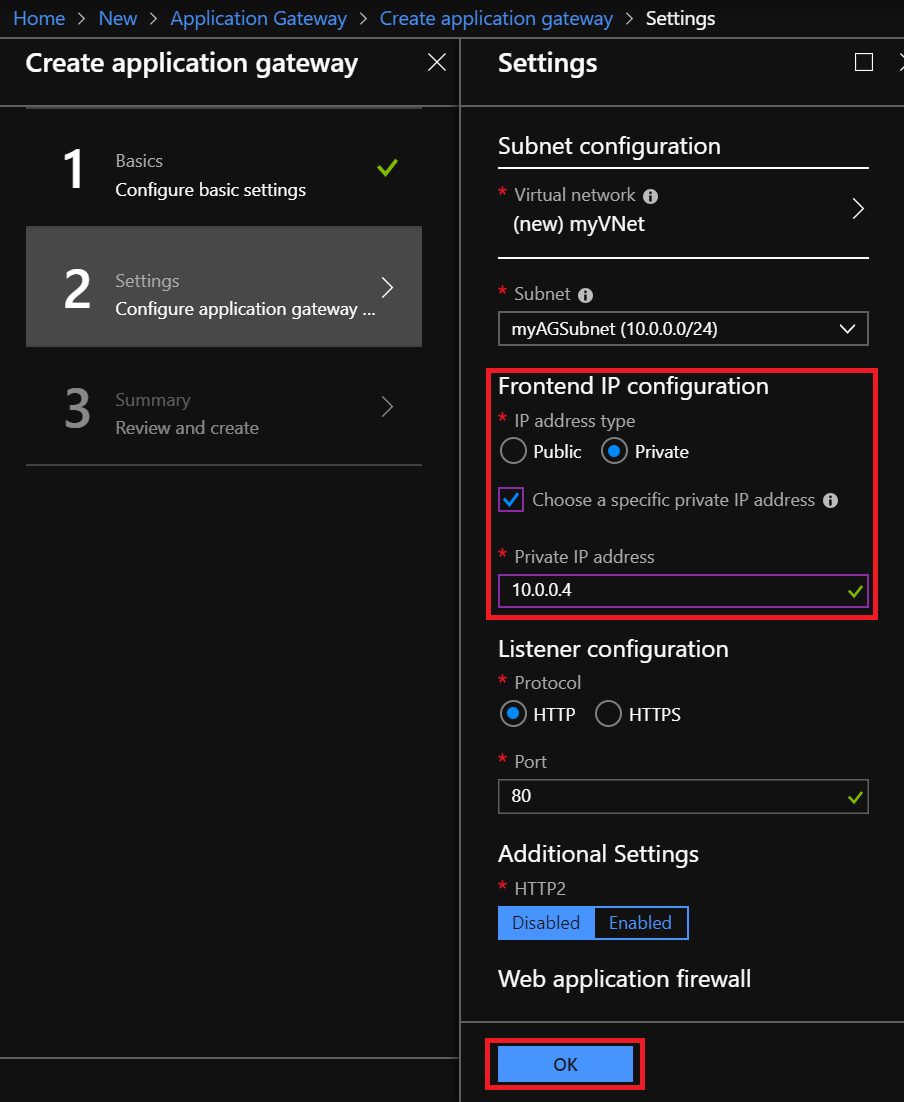 Home > New > Application Gateway > Create application gateway > Settings
Create application gateway
1
Basics
Configure basic settings
2
Settings
Configure application gateway ...
3
Summary
Review and create
Settings
Subnet configuration
* Virtual network
(new) myVNet
* Subnet
myAGSubnet (10.0.0.0/24)
Frontend IP configuration
* IP address type
Public Private
Choose a specific private IP address
* Private IP address
10.0.0.4
Listener configuration
* Protocol
HTTP HTTPS
* Port
80
Additional Settings
* HTTP2
Disabled Enabled
Web application firewall
OK